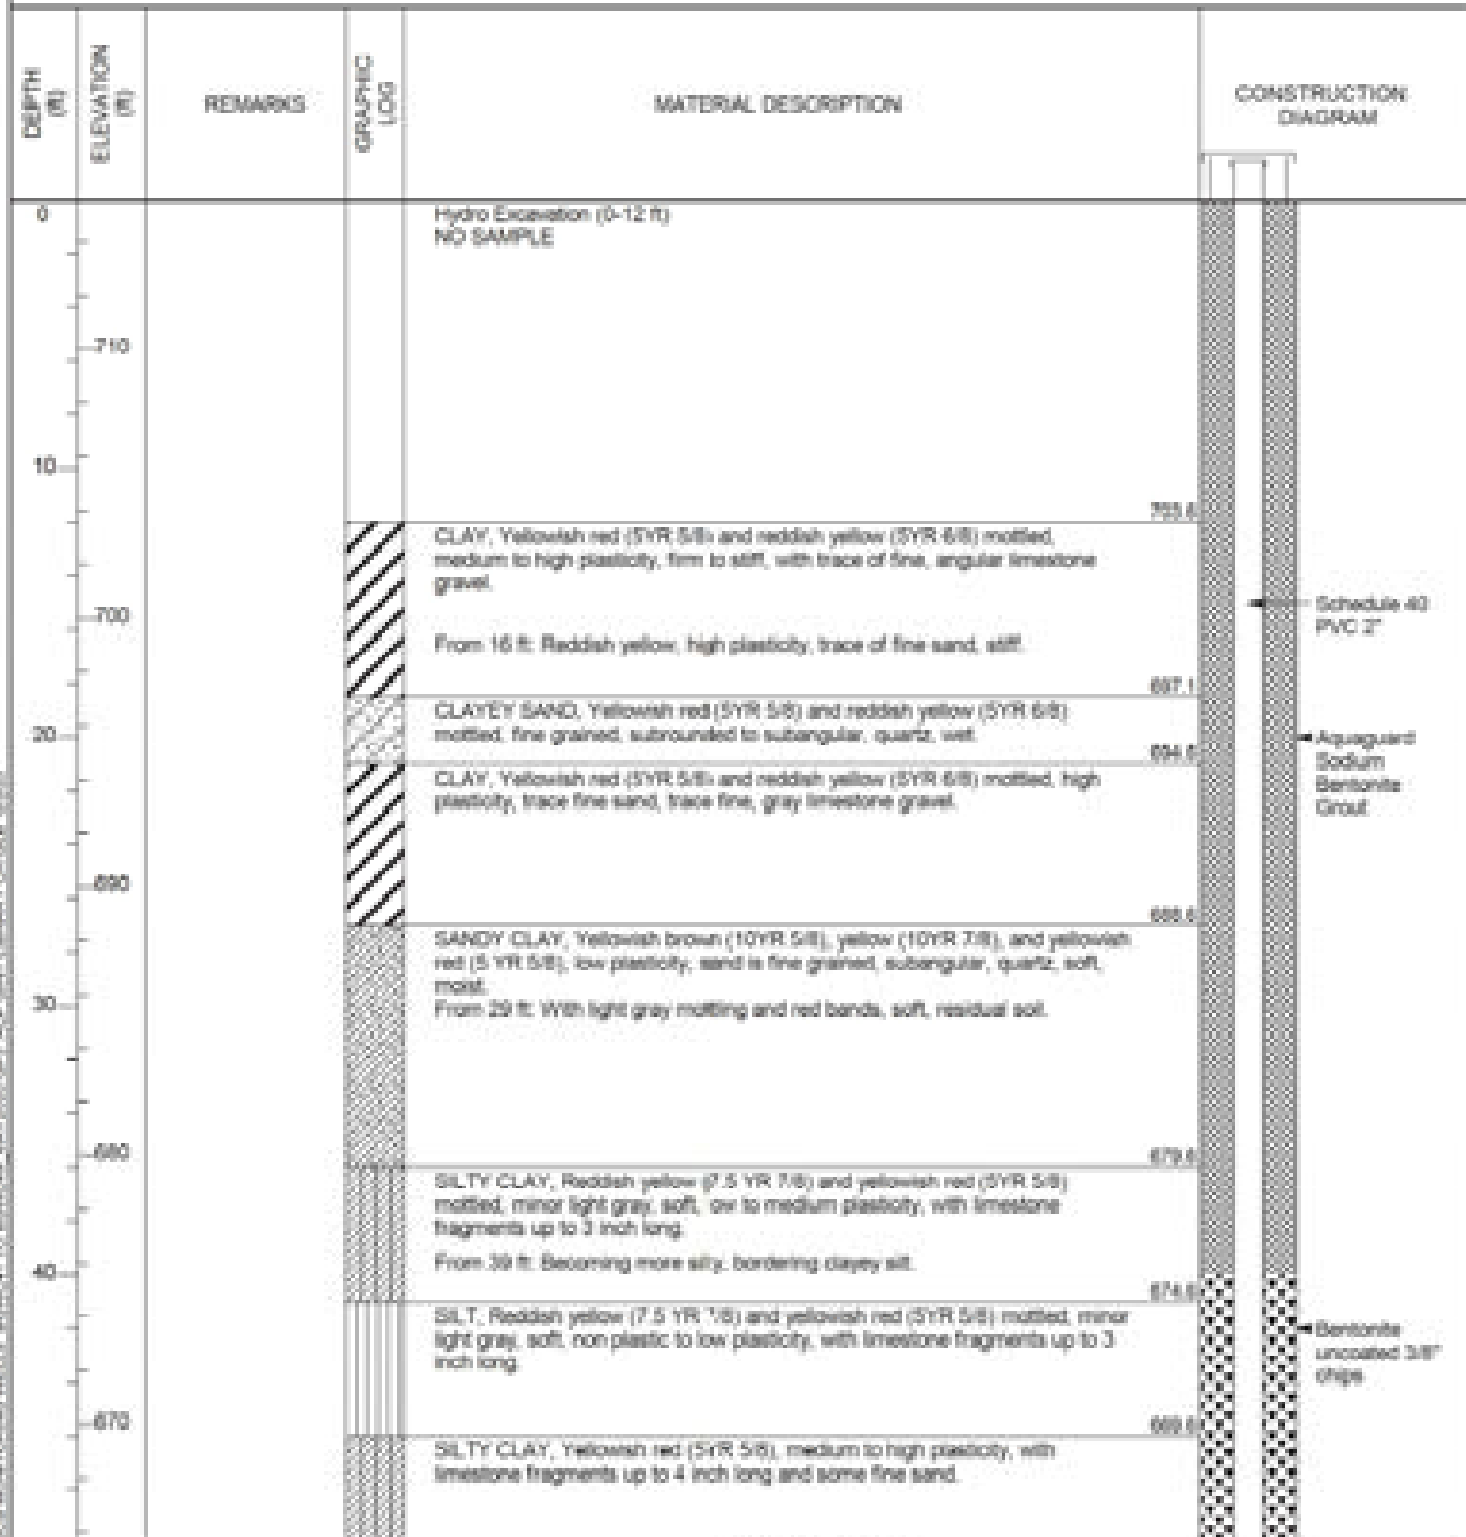 DEPTH
(ft)
ELEVATION
(ft)
REMARKS
GRAPHIC
LOG
MATERIAL DESCRIPTION
CONSTRUCTION
DIAGRAM
0
Hydro Excavation (0-12 ft)
NO SAMPLE
710
10
703.6
CLAY, Yellowish red (5YR 5/8) and reddish yellow (5YR 6/8) mottled,
medium to high plasticity, firm to stiff, with trace of fine, angular limestone
gravel.
700
Schedule 40
PVC 2"
From 16 ft: Reddish yellow, high plasticity, trace of fine sand, stiff.
697.1
CLAYEY SAND, Yellowish red (5YR 5/8) and reddish yellow (5YR 6/8)
mottled, fine grained, subrounded to subangular, quartz, wet.
20
694.6
Aquaguard
Sodium
Bentonite
Grout
CLAY, Yellowish red (5YR 5/8) and reddish yellow (5YR 6/8) mottled, high
plasticity, trace fine sand, trace fine, gray limestone gravel.
690
688.6
SANDY CLAY, Yellowish brown (10YR 5/8), yellow (10YR 7/8), and yellowish
red (5 YR 5/8), low plasticity, sand is fine grained, subangular, quartz, soft,
moist.
From 29 ft: With light gray mottling and red bands, soft, residual soil.
30
680
679.6
SILTY CLAY, Reddish yellow (7.5 YR 7/8) and yellowish red (5YR 5/8)
mottled, minor light gray, soft, ow to medium plasticity, with limestone
fragments up to 3 inch long.
From 39 ft: Becoming more silty, bordering clayey silt.
40
674.6
SILT, Reddish yellow (7.5 YR 7/8) and yellowish red (5YR 5/8) mottled, minor
light gray, soft, non plastic to low plasticity, with limestone fragments up to 3
inch long.
Bentonite
uncoated 3/8"
chips
670
669.6
SILTY CLAY, Yellowish red (5YR 5/8), medium to high plasticity, with
limestone fragments up to 4 inch long and some fine sand.